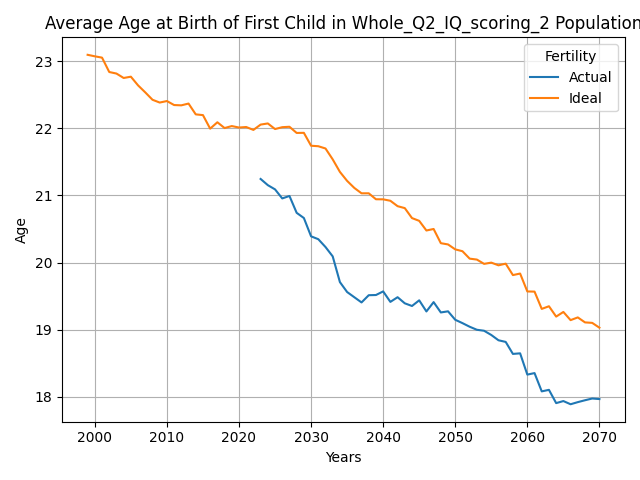 Average Age at Birth of First Child in Whole_Q2_IQ_scoring_2 Population
Fertility
Actual
Ideal
Age
23
22
21
20
19
18
2000 2010 2020 2030 2040 2050 2060 2070
Years